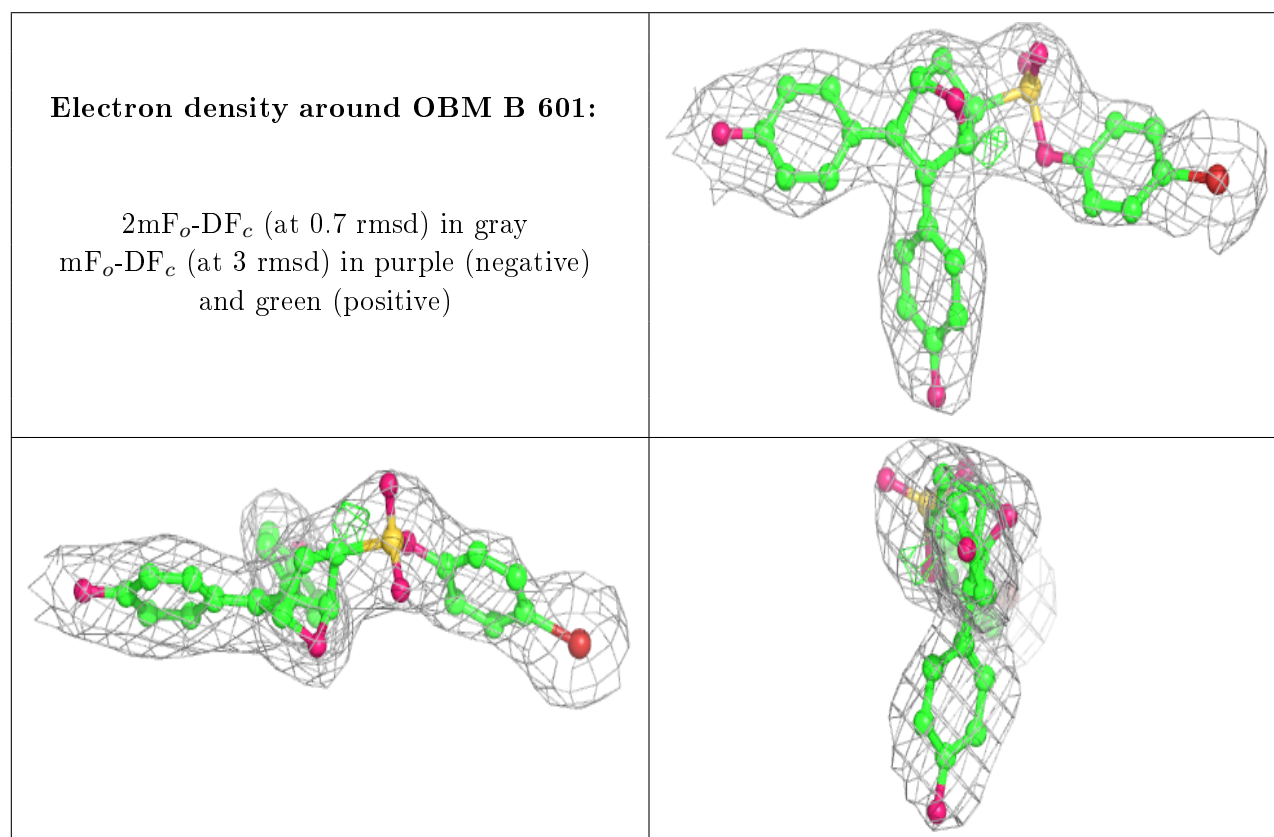 Electron density around OBM B 601:
2mFo-DFc (at 0.7 rmsd) in gray
mFo-DFc (at 3 rmsd) in purple (negative)
and green (positive)